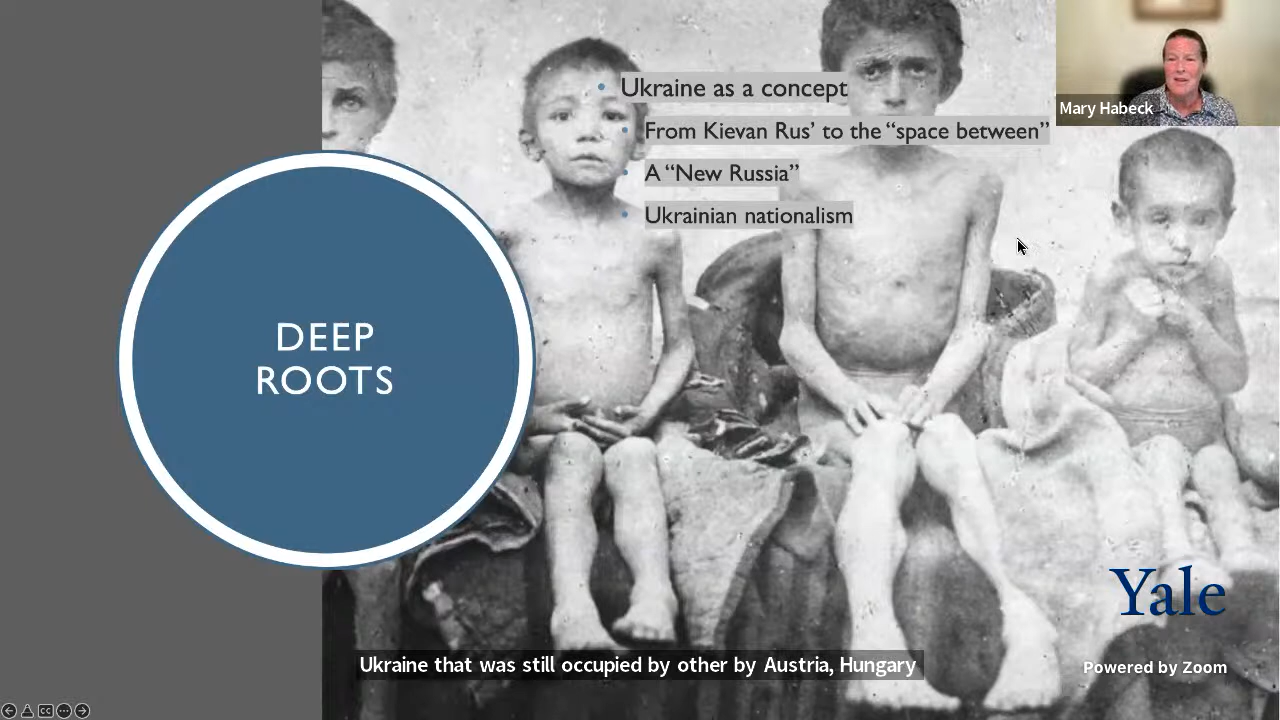 Ukraine as a concept
From Kievan Rus' to the “space between”
A “New Russia”
Ukrainian nationalism
Mary Habeck
DEEP
ROOTS
Yale
Ukraine that was still occupied by other by Austria, Hungary
Powered by Zoom
CC